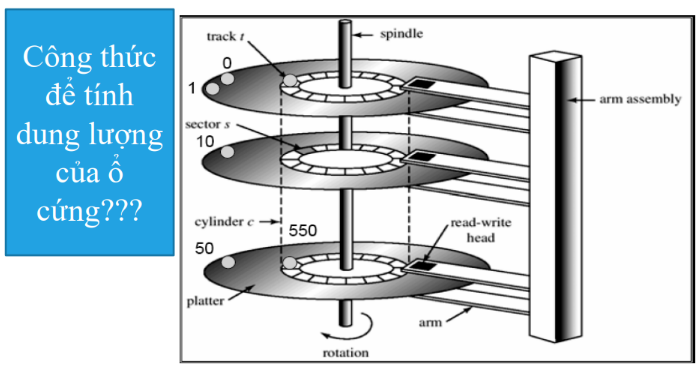 Công thức
để tính
dung lượng
của ổ
cứng???
track t
spindle
0
1
arm assembly
sector s
10
cylinder c
550
read-write
head
50
platter
arm
rotation